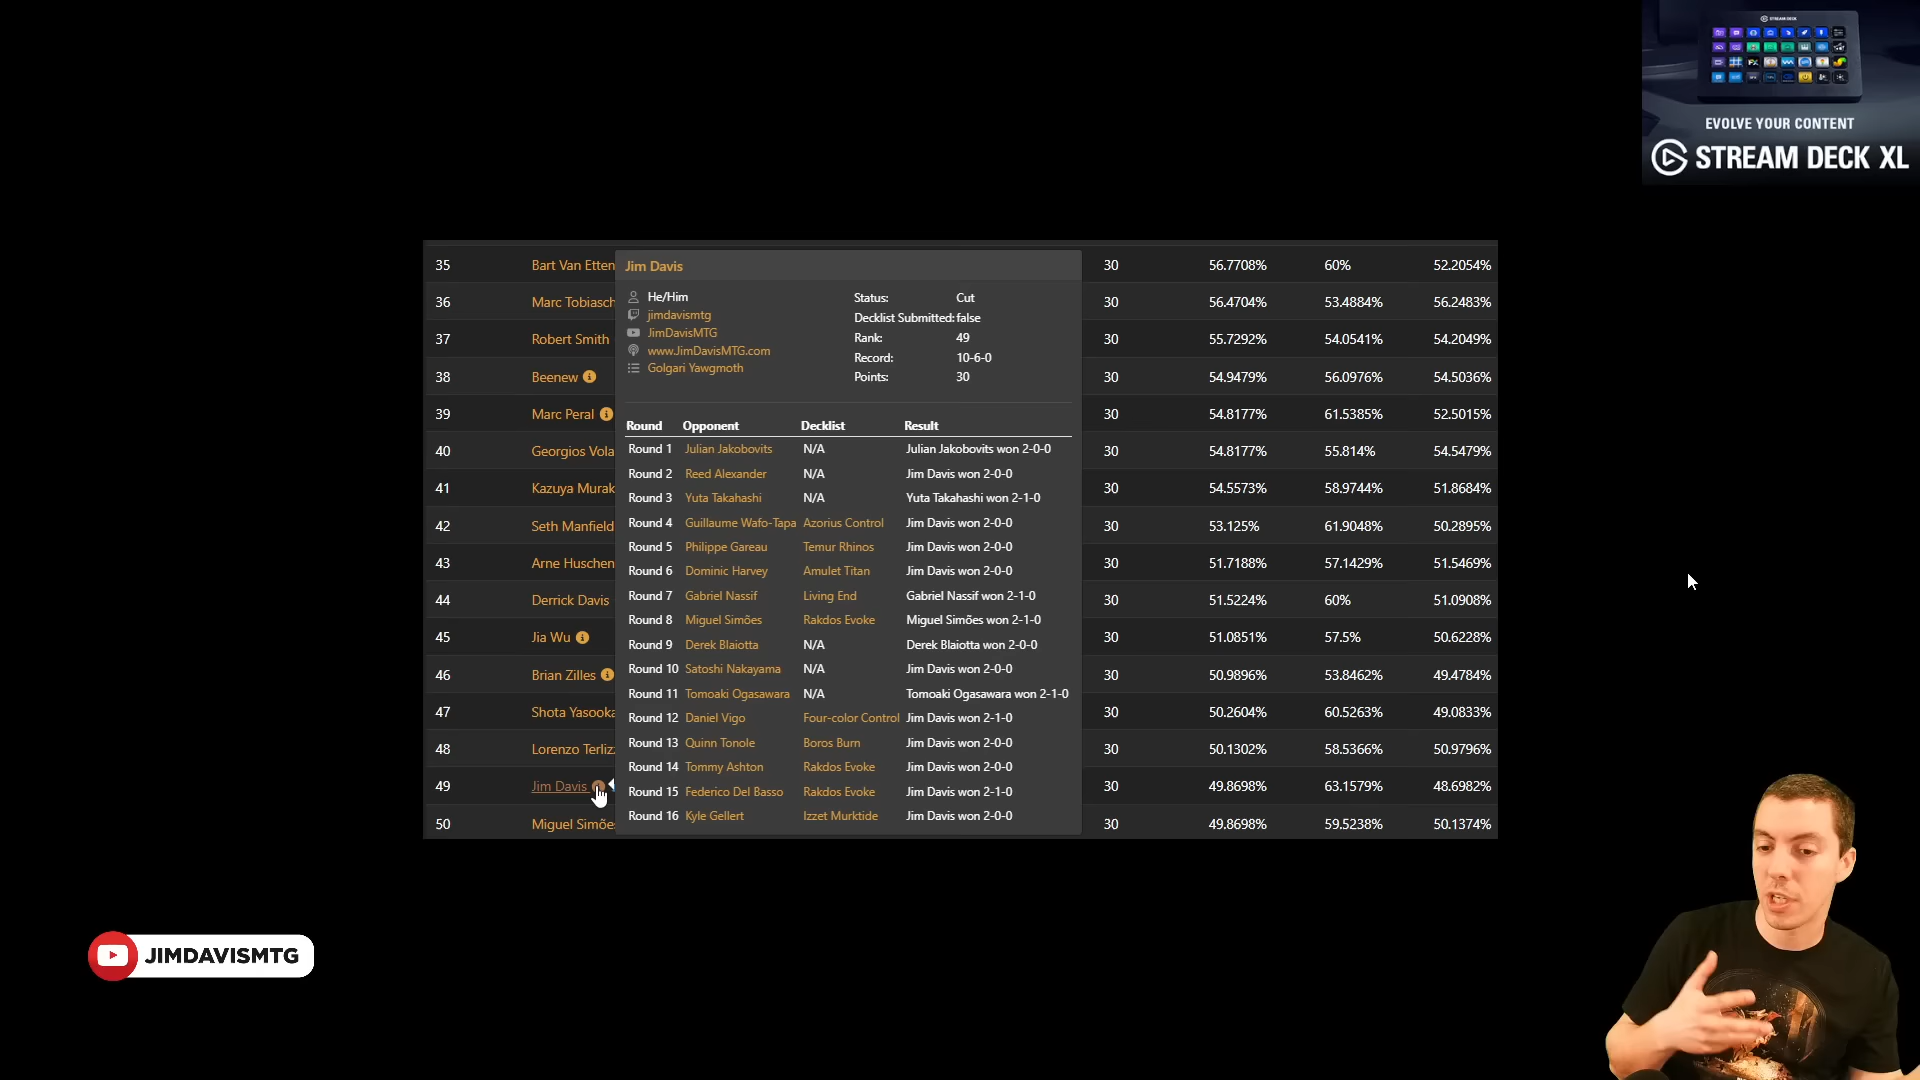 STREAM DECK
EVOLVE YOUR CONTENT
STREAM DECK XL
35 Bart Van Etten 30 56.7708% 60% 52.2054%
36 Marc Tobiasch 30 56.4704% 53.4884% 56.2483%
37 Robert Smith 30 55.7292% 54.0541% 54.2049%
38 Beenew 30 54.9479% 56.0976% 54.5036%
39 Marc Peral 30 54.8177% 61.5385% 52.5015%
40 Georgios Vola 30 54.8177% 55.814% 54.5479%
41 Kazuya Murak 30 54.5573% 58.9744% 51.8684%
42 Seth Manfield 30 53.125% 61.9048% 50.2895%
43 Arne Huschen 30 51.7188% 57.1429% 51.5469%
44 Derrick Davis 30 51.5224% 60% 51.0908%
45 Jia Wu 30 51.0851% 57.5% 50.6228%
46 Brian Zilles 30 50.9896% 53.8462% 49.4784%
47 Shota Yasooka 30 50.2604% 60.5263% 49.0833%
48 Lorenzo Terliz 30 50.1302% 58.5366% 50.9796%
49 Jim Davis 30 49.8698% 63.1579% 48.6982%
50 Miguel Simões 30 49.8698% 59.5238% 50.1374%
Jim Davis
He/Him
jimdavismtg
JimDavisMTG
www.JimDavisMTG.com
Golgari Yawgmoth
Status: Cut
Decklist Submitted: false
Rank: 49
Record: 10-6-0
Points: 30
Round Opponent Decklist Result
Round 1 Julian Jakobovits N/A Julian Jakobovits won 2-0-0
Round 2 Reed Alexander N/A Jim Davis won 2-0-0
Round 3 Yuta Takahashi N/A Yuta Takahashi won 2-1-0
Round 4 Guillaume Wafo-Tapa Azorius Control Jim Davis won 2-0-0
Round 5 Philippe Gareau Temur Rhinos Jim Davis won 2-0-0
Round 6 Dominic Harvey Amulet Titan Jim Davis won 2-0-0
Round 7 Gabriel Nassif Living End Gabriel Nassif won 2-1-0
Round 8 Miguel Simões Rakdos Evoke Miguel Simões won 2-1-0
Round 9 Derek Blaiotta N/A Derek Blaiotta won 2-0-0
Round 10 Satoshi Nakayama N/A Jim Davis won 2-0-0
Round 11 Tomoaki Ogasawara N/A Tomoaki Ogasawara won 2-1-0
Round 12 Daniel Vigo Four-color Control Jim Davis won 2-1-0
Round 13 Quinn Tonole Boros Burn Jim Davis won 2-0-0
Round 14 Tommy Ashton Rakdos Evoke Jim Davis won 2-0-0
Round 15 Federico Del Basso Rakdos Evoke Jim Davis won 2-1-0
Round 16 Kyle Gellert Izzet Murktide Jim Davis won 2-0-0
JIMDAVISMTG